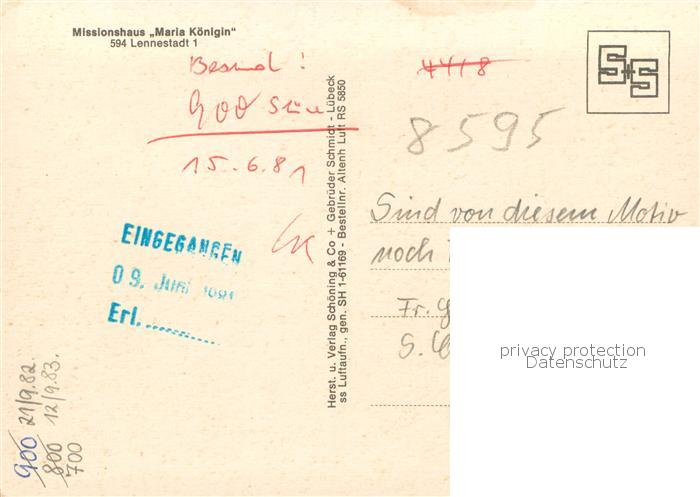 Missionshaus „Maria Königin“
594 Lennestadt 1
Besuch !
900 Stück
15.6.81
4418
S+S
8595
Herst. u. Verlag Schöning & Co + Gebrüder Schmidt - Lübeck
ss Luftaufn., gen. SH 1-61169 - Bestellnr. Altenh Luft RS 5850
Sind von diesem Motiv
noch
Fr.
S.
EINGEGANGEN
09. Juni 1981
Erl. ..............
900 21/9.82.
800 12/9.83.
700
privacy protection
Datenschutz